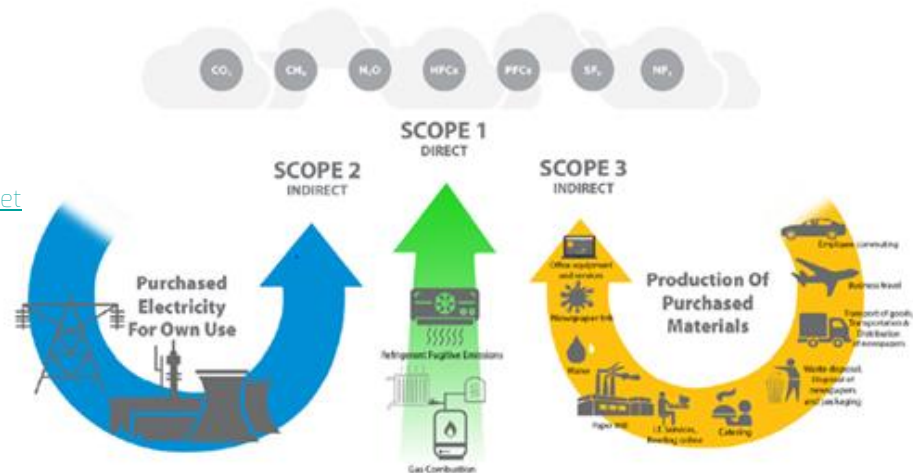 CO₂ CH₄ N₂O HFCs PFCs SF₆ NF₃
SCOPE 1
DIRECT
SCOPE 2
INDIRECT
SCOPE 3
INDIRECT
et
Purchased
Electricity
For Own Use
Refrigerant Fugitive Emissions
Gas Combustion
Production Of
Purchased
Materials
Office equipment
and services
Newspaper Ink
Water
Paper Mill
I.T. Services,
Reading online
Catering
Waste disposal,
Disposal of
newspapers
and packaging
Transport of goods,
Transportation &
Distribution
of newspapers
Business travel
Employee commuting